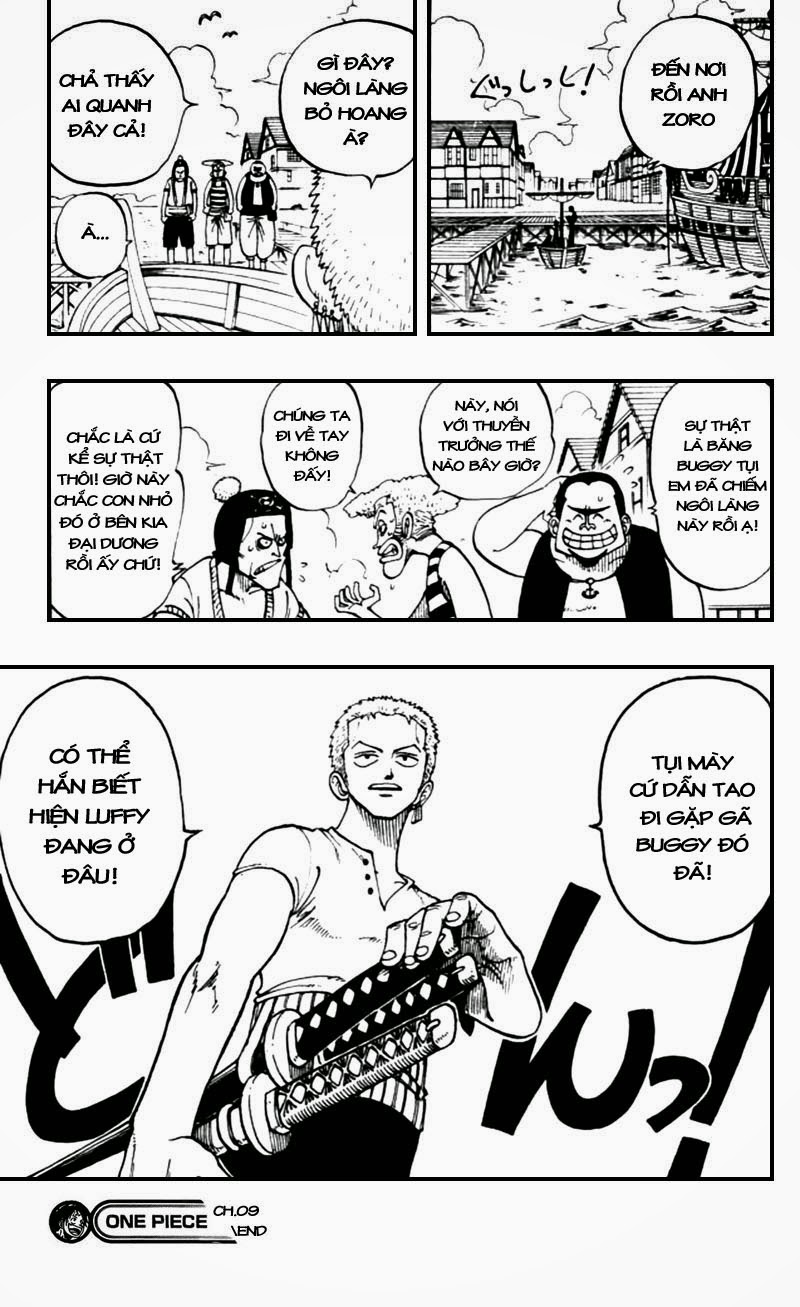 ĐẾN NƠI
RỒI ANH
ZORO
ぐっしっし!
GÌ ĐÂY?
NGÔI LÀNG
BỎ HOANG
À?
CHẢ THẤY
AI QUANH
ĐÂY CẢ!
À...
SỰ THẬT
LÀ BĂNG
BUGGY TỤI
EM ĐÃ CHIẾM
NGÔI LÀNG
NÀY RỒI Ạ!
NÀY, NÓI
VỚI THUYỀN
TRƯỞNG THẾ
NÀO BÂY GIỜ?
CHÚNG TA
ĐI VỀ TAY
KHÔNG
ĐẤY!
CHẮC LÀ CỨ
KỂ SỰ THẬT
THÔI! GIỜ NÀY
CHẮC CON NHỎ
ĐÓ Ở BÊN KIA
ĐẠI DƯƠNG
RỒI ẤY CHỨ!
TỤI MÀY
CỨ DẪN TAO
ĐI GẶP GÃ
BUGGY ĐÓ
ĐÃ!
CÓ THỂ
HẮN BIẾT
HIỆN LUFFY
ĐANG Ở
ĐÂU!
どんっ!
ONE PIECE
CH.09
\END